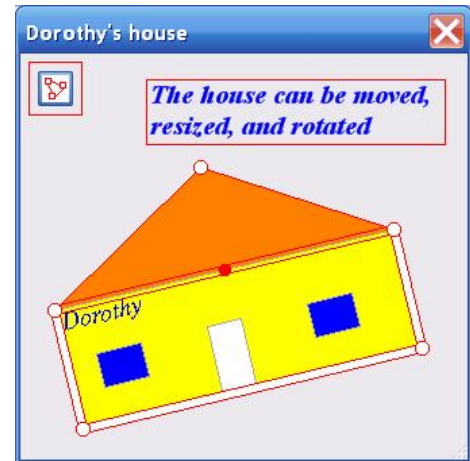 Dorothy's house
The house can be moved,
resized, and rotated
Dorothy